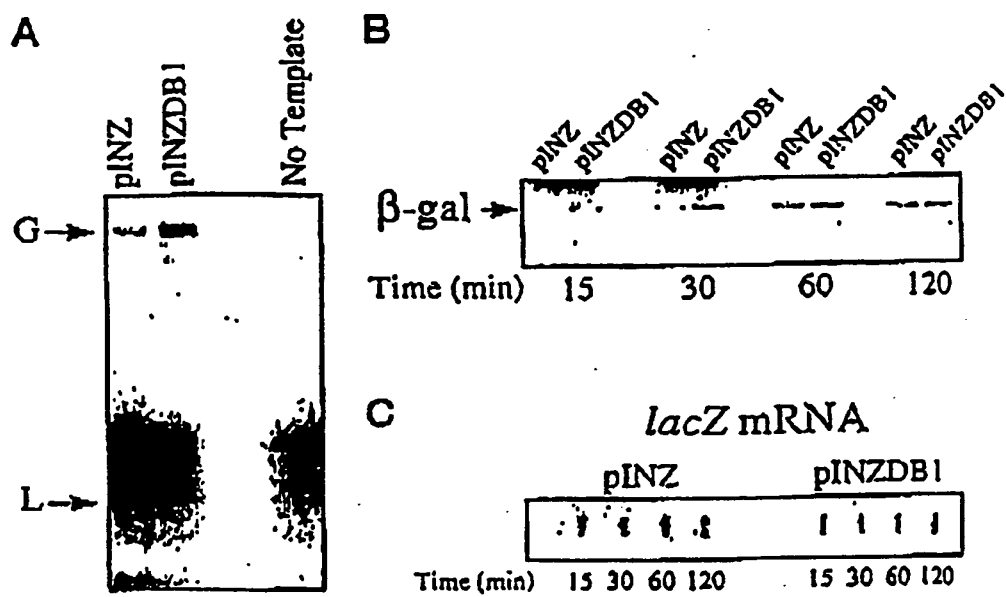 A
pINZ
pINZDB1
No Template
G
L
B
pINZ
pINZDB1
pINZ
pINZDB1
pINZ
pINZDB1
pINZ
pINZDB1
β-gal
Time (min) 15 30 60 120
C
lacZ mRNA
pINZ pINZDB1
Time (min) 15 30 60 120 15 30 60 120